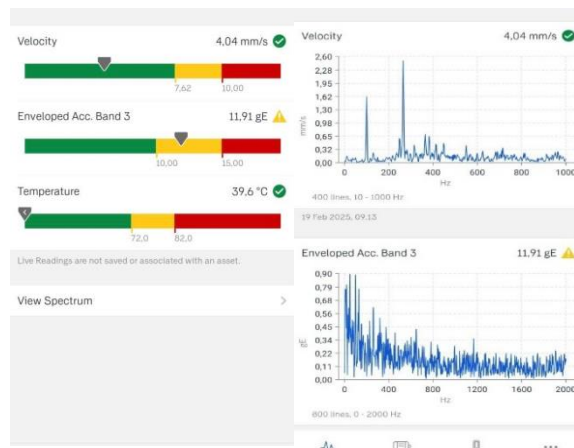 Velocity 4,04 mm/s
7,62 10,00
Enveloped Acc. Band 3 11,91 gE
10,00 15,00
Temperature 39.6 °C
72,0 82,0
Live Readings are not saved or associated with an asset.
View Spectrum
Velocity 4,04 mm/s
mm/s
2,60
2,28
1,95
1,62
1,30
0,98
0,65
0,32
0,00
0 200 400 600 800 1000
Hz
400 lines, 10 - 1000 Hz
19 Feb 2025, 09.13
Enveloped Acc. Band 3 11,91 gE
gE
0,90
0,79
0,68
0,56
0,45
0,34
0,22
0,11
0,00
0 400 800 1200 1600 2000
Hz
800 lines, 0 - 2000 Hz